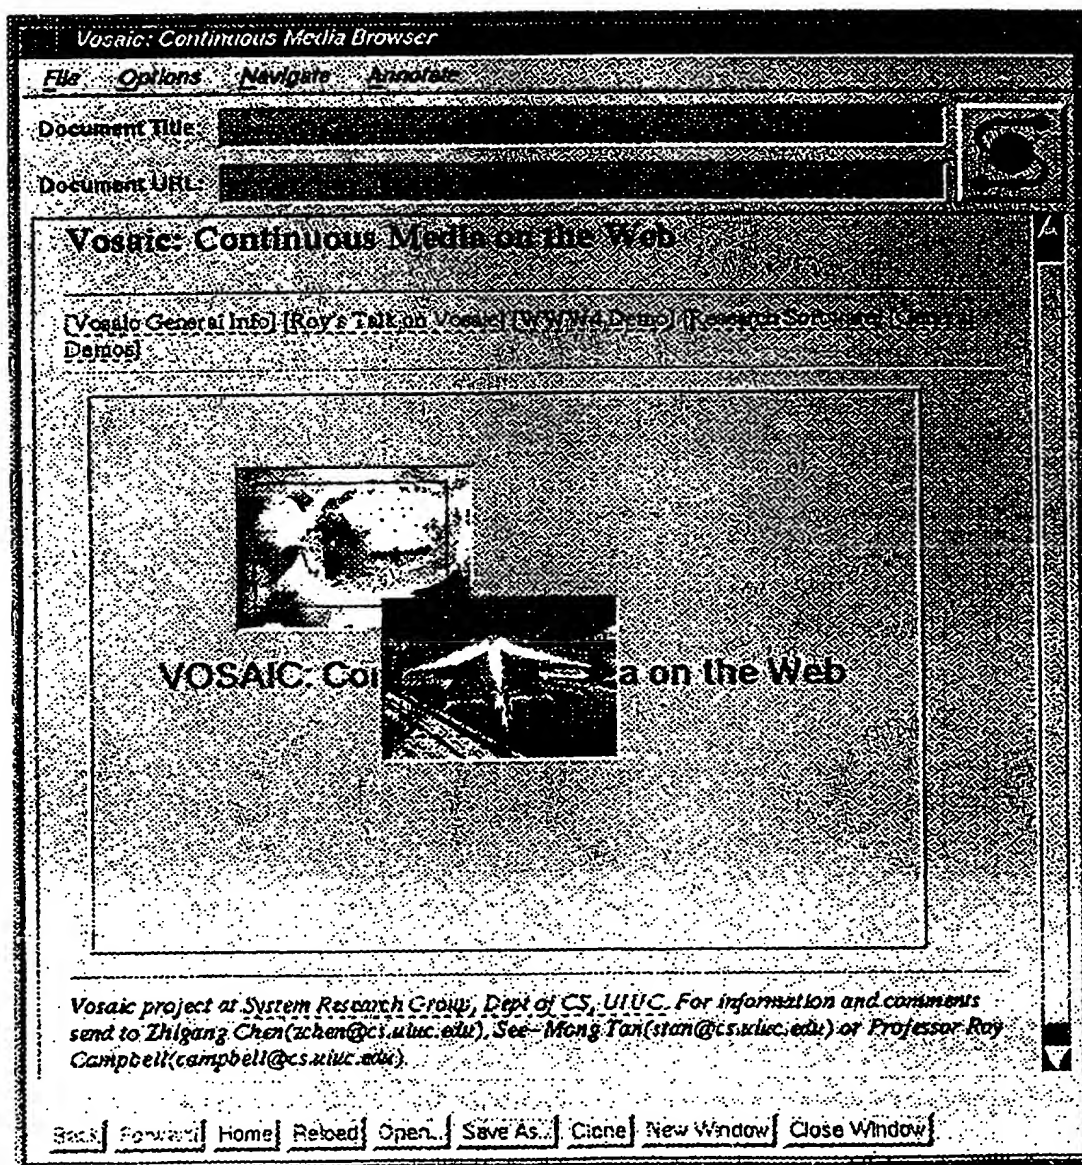 Vosaic: Continuous Media Browser
File Options Navigate Annotate
Document Title:
Document URL:
Vosaic: Continuous Media on the Web
[Vosaic General Info] [Roy's Talk on Vosaic] [WWW4 Demo] [Research Software] [General
Demos]
VOSAIC: Con a on the Web
Vosaic project at System Research Group, Dept of CS, UIUC. For information and comments
send to Zhigang Chen(zchen@cs.uiuc.edu), See-Mong Tan(stan@cs.uiuc.edu) or Professor Roy
Campbell(campbell@cs.uiuc.edu).
Back Forward Home Reload Open... Save As... Clone New Window Close Window